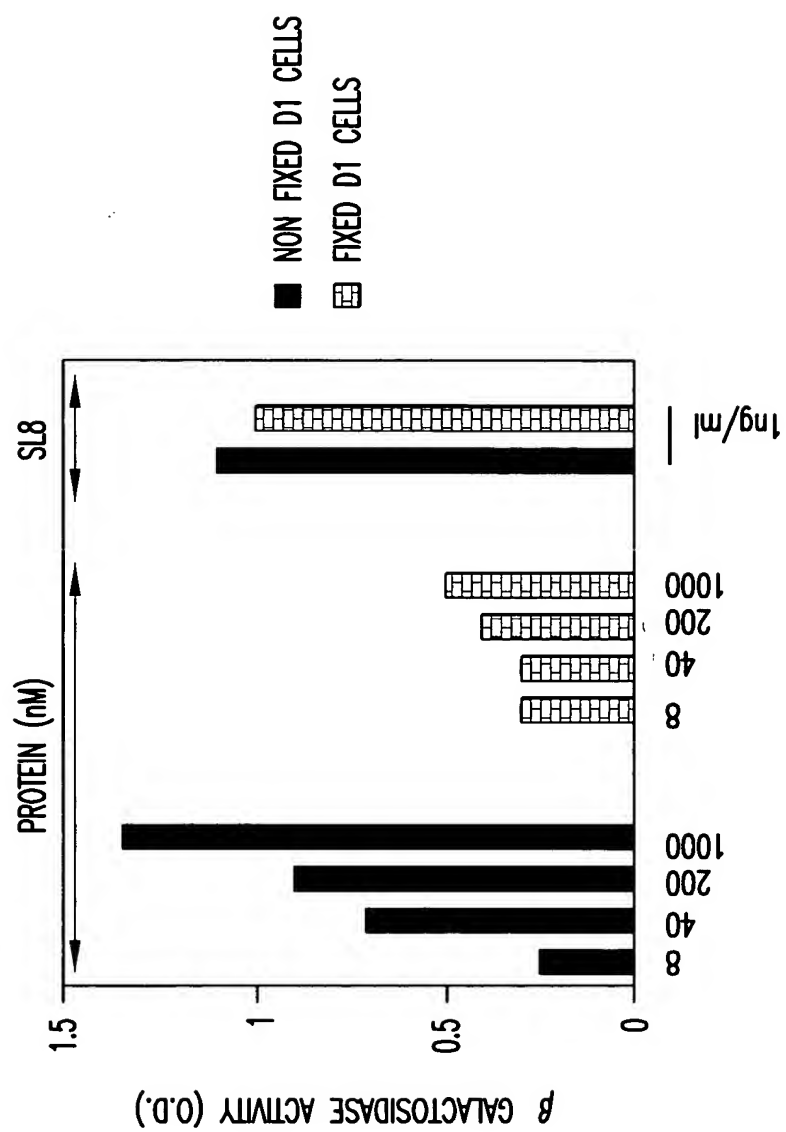 PROTEIN (nM)
SL8
β GALACTOSIDASE ACTIVITY (O.D.)
1.5
1
0.5
0
8
40
200
1000
8
40
200
1000
1ng/ml
NON FIXED D1 CELLS
FIXED D1 CELLS